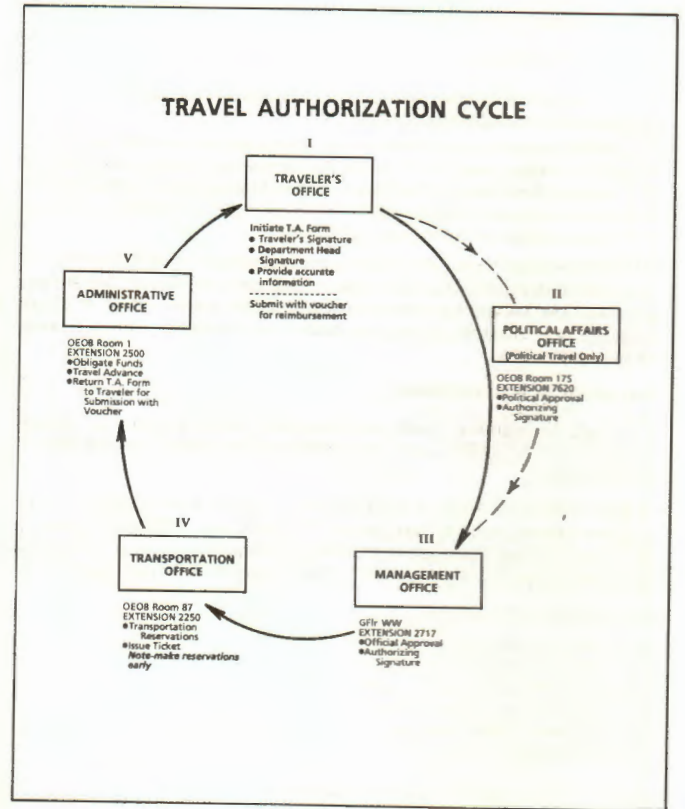 TRAVEL AUTHORIZATION CYCLE
I
TRAVELER'S
OFFICE
Initiate T.A. Form
● Traveler's Signature
● Department Head
Signature
● Provide accurate
information
Submit with voucher
for reimbursement
II
POLITICAL AFFAIRS
OFFICE
(Political Travel Only)
OEOB Room 175
EXTENSION 7620
●Political Approval
●Authorizing
Signature
III
MANAGEMENT
OFFICE
GFlr WW
EXTENSION 2717
●Official Approval
●Authorizing
Signature
IV
TRANSPORTATION
OFFICE
OEOB Room 87
EXTENSION 2250
●Transportation
Reservations
●Issue Ticket
Note-make reservations
early
V
ADMINISTRATIVE
OFFICE
OEOB Room 1
EXTENSION 2500
●Obligate Funds
●Travel Advance
●Return T.A. Form
to Traveler for
Submission with
Voucher